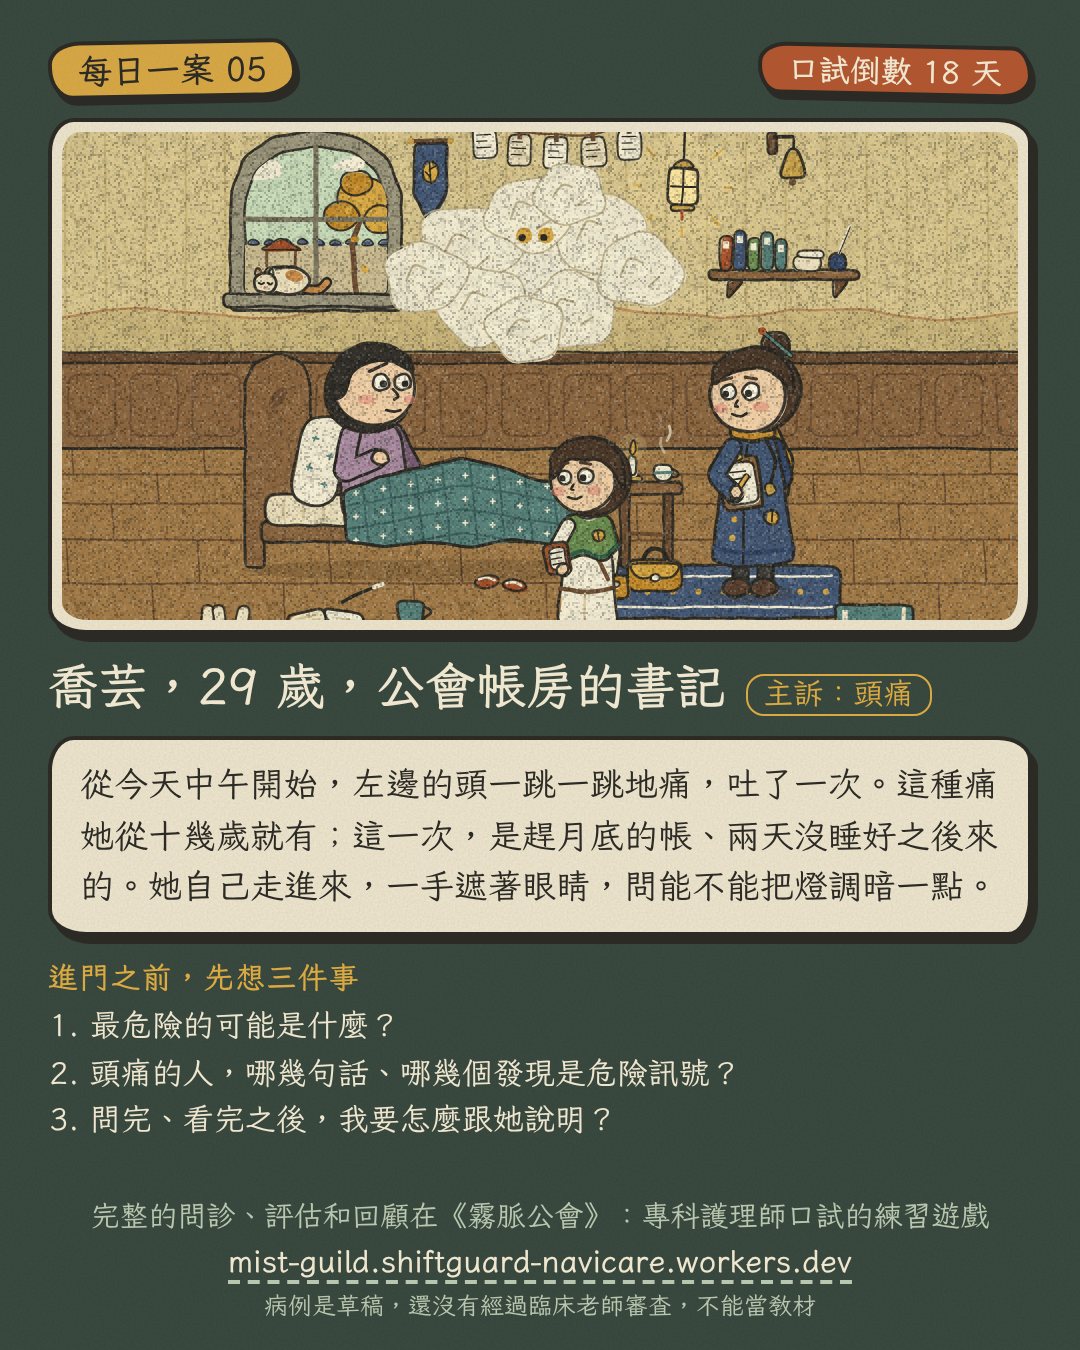 每日一案 05
口試倒數 18 天
喬芸，29 歲，公會帳房的書記
主訴：頭痛
從今天中午開始，左邊的頭一跳一跳地痛，吐了一次。這種痛
她從十幾歲就有；這一次，是趕月底的帳、兩天沒睡好之後來
的。她自己走進來，一手遮著眼睛，問能不能把燈調暗一點。
進門之前，先想三件事
1. 最危險的可能是什麼？
2. 頭痛的人，哪幾句話、哪幾個發現是危險訊號？
3. 問完、看完之後，我要怎麼跟她說明？
完整的問診、評估和回顧在《霧脈公會》：專科護理師口試的練習遊戲
mist-guild.shiftguard-navicare.workers.dev
病例是草稿，還沒有經過臨床老師審查，不能當教材